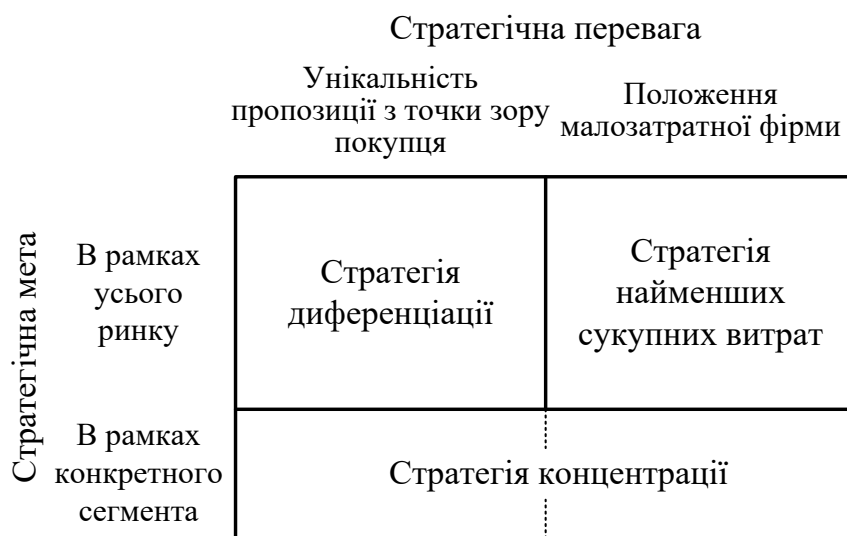 Стратегічна перевага
Унікальність
пропозиції з точки зору
покупця
Положення
малозатратної фірми
Стратегічна мета
В рамках
усього
ринку
Стратегія
диференціації
Стратегія
найменших
сукупних витрат
В рамках
конкретного
сегмента
Стратегія концентрації